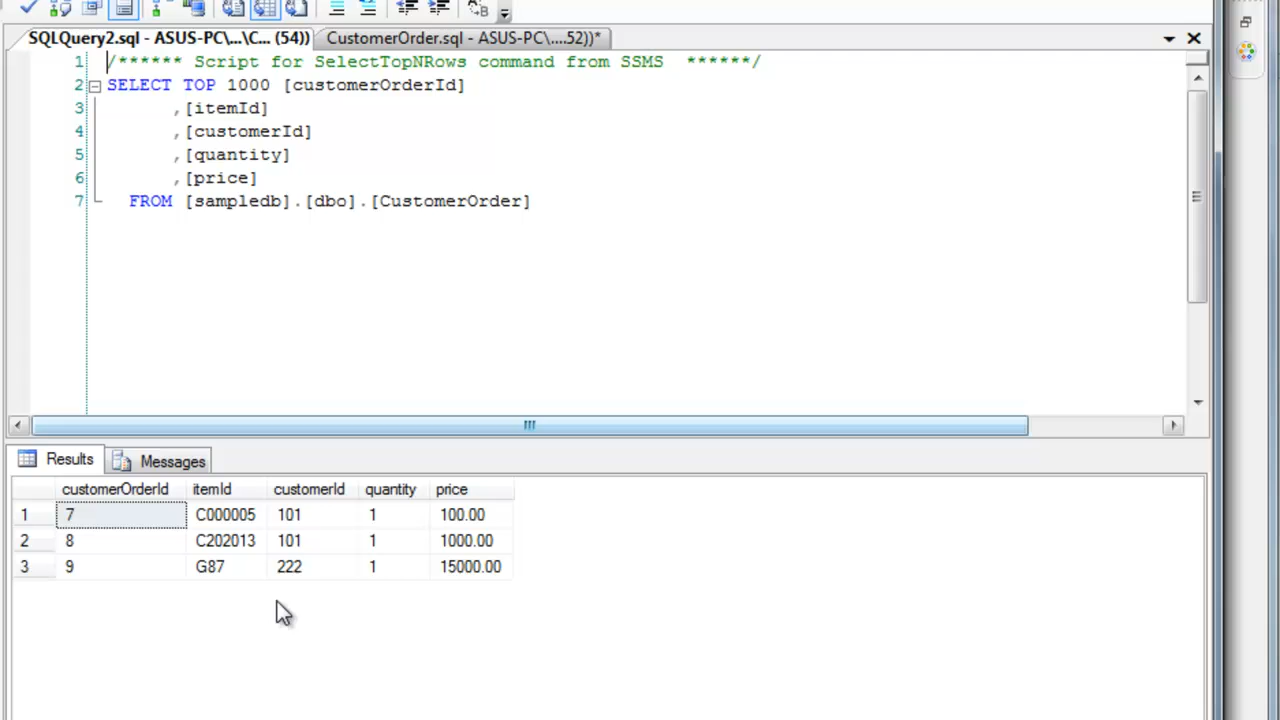 SQLQuery2.sql - ASUS-PC\...\C... (54)) CustomerOrder.sql - ASUS-PC\....52))*
1 /****** Script for SelectTopNRows command from SSMS  ******/
2 SELECT TOP 1000 [customerOrderId]
3 ,[itemId]
4 ,[customerId]
5 ,[quantity]
6 ,[price]
7 FROM [sampledb].[dbo].[CustomerOrder]
Results Messages
customerOrderId itemId customerId quantity price
1 7 C000005 101 1 100.00
2 8 C202013 101 1 1000.00
3 9 G87 222 1 15000.00